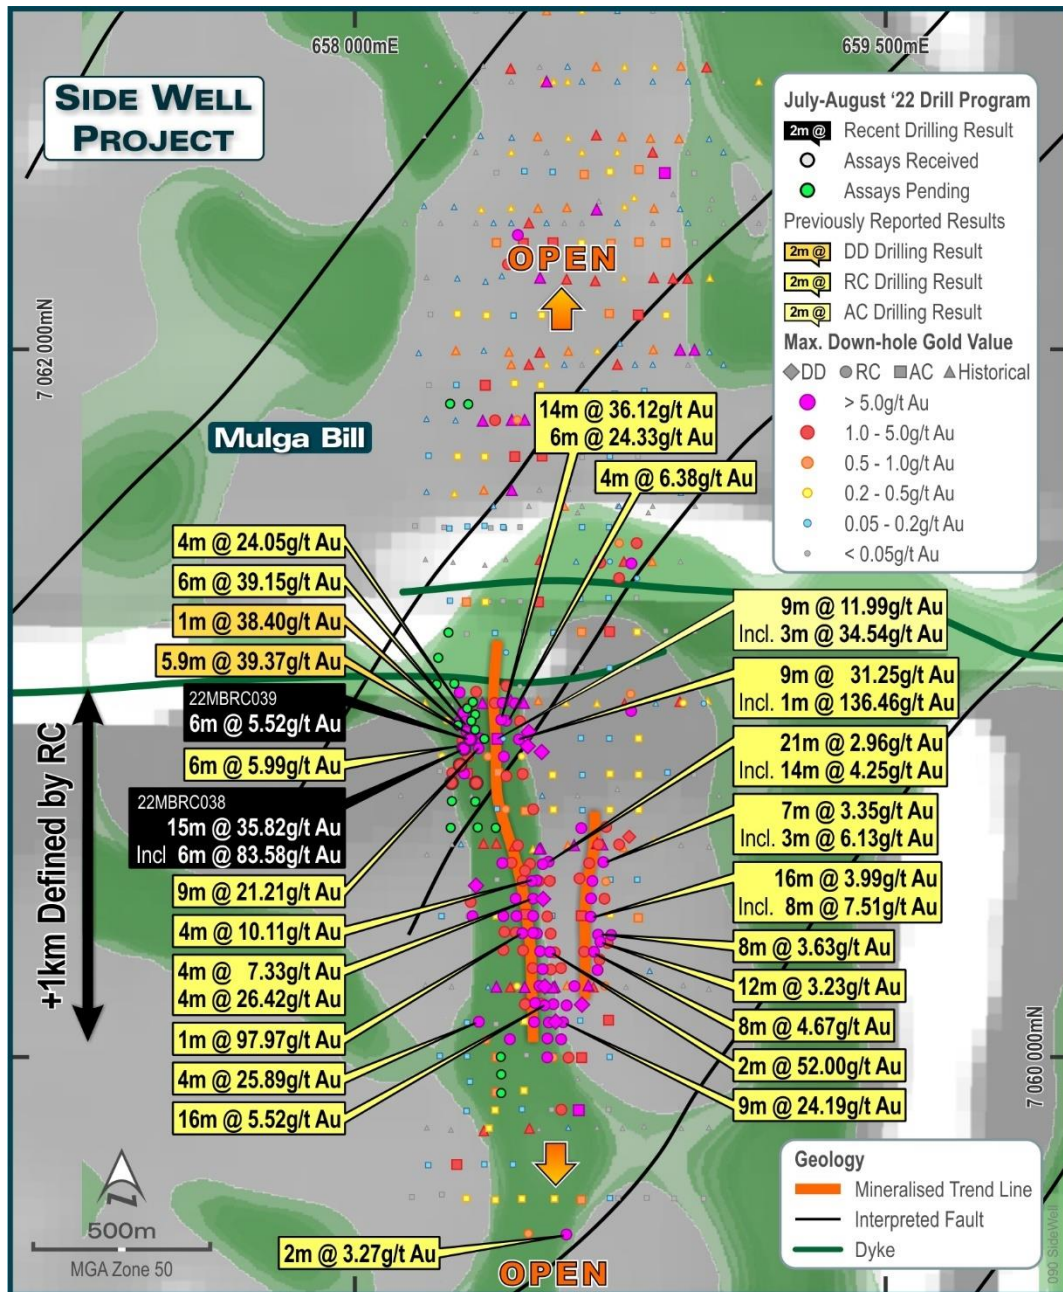 658 000mE
659 500mE
SIDE WELL
PROJECT
July-August ‘22 Drill Program
2m @ Recent Drilling Result
Assays Received
Assays Pending
Previously Reported Results
2m @ DD Drilling Result
2m @ RC Drilling Result
2m @ AC Drilling Result
Max. Down-hole Gold Value
DD RC AC Historical
> 5.0g/t Au
1.0 - 5.0g/t Au
0.5 - 1.0g/t Au
0.2 - 0.5g/t Au
0.05 - 0.2g/t Au
< 0.05g/t Au
OPEN
7 062 000mN
Mulga Bill
14m @ 36.12g/t Au
6m @ 24.33g/t Au
4m @ 6.38g/t Au
4m @ 24.05g/t Au
6m @ 39.15g/t Au
1m @ 38.40g/t Au
5.9m @ 39.37g/t Au
22MBRC039
6m @ 5.52g/t Au
6m @ 5.99g/t Au
22MBRC038
15m @ 35.82g/t Au
Incl 6m @ 83.58g/t Au
9m @ 21.21g/t Au
4m @ 10.11g/t Au
4m @ 7.33g/t Au
4m @ 26.42g/t Au
1m @ 97.97g/t Au
4m @ 25.89g/t Au
16m @ 5.52g/t Au
+1km Defined by RC
9m @ 11.99g/t Au
Incl. 3m @ 34.54g/t Au
9m @ 31.25g/t Au
Incl. 1m @ 136.46g/t Au
21m @ 2.96g/t Au
Incl. 14m @ 4.25g/t Au
7m @ 3.35g/t Au
Incl. 3m @ 6.13g/t Au
16m @ 3.99g/t Au
Incl. 8m @ 7.51g/t Au
8m @ 3.63g/t Au
12m @ 3.23g/t Au
8m @ 4.67g/t Au
2m @ 52.00g/t Au
9m @ 24.19g/t Au
7 060 000mN
500m
MGA Zone 50
2m @ 3.27g/t Au
OPEN
Geology
Mineralised Trend Line
Interpreted Fault
Dyke
090 SideWell